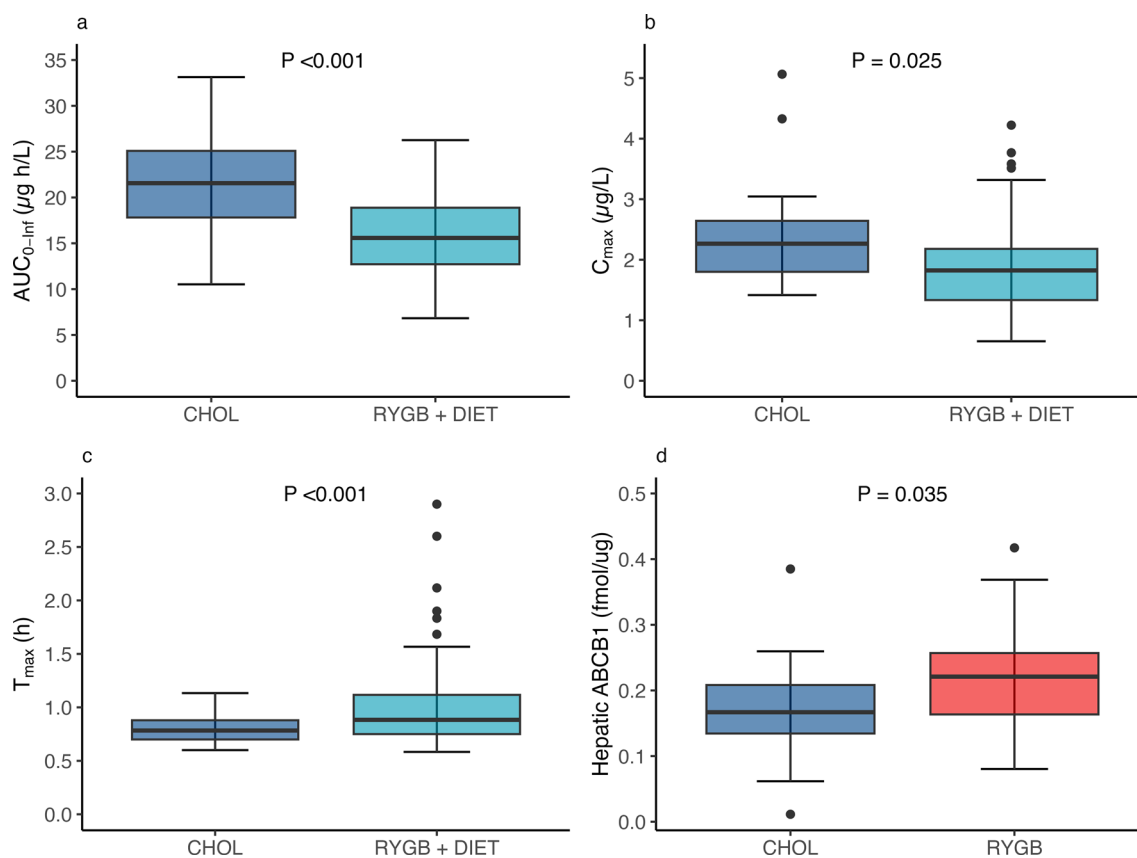 a
P <0.001
AUC0−Inf (µg h/L)
35
30
25
20
15
10
5
0
CHOL
RYGB + DIET
b
P = 0.025
Cmax (µg/L)
5
4
3
2
1
0
CHOL
RYGB + DIET
c
P <0.001
Tmax (h)
3.0
2.5
2.0
1.5
1.0
0.5
0.0
CHOL
RYGB + DIET
d
P = 0.035
Hepatic ABCB1 (fmol/ug)
0.5
0.4
0.3
0.2
0.1
0.0
CHOL
RYGB